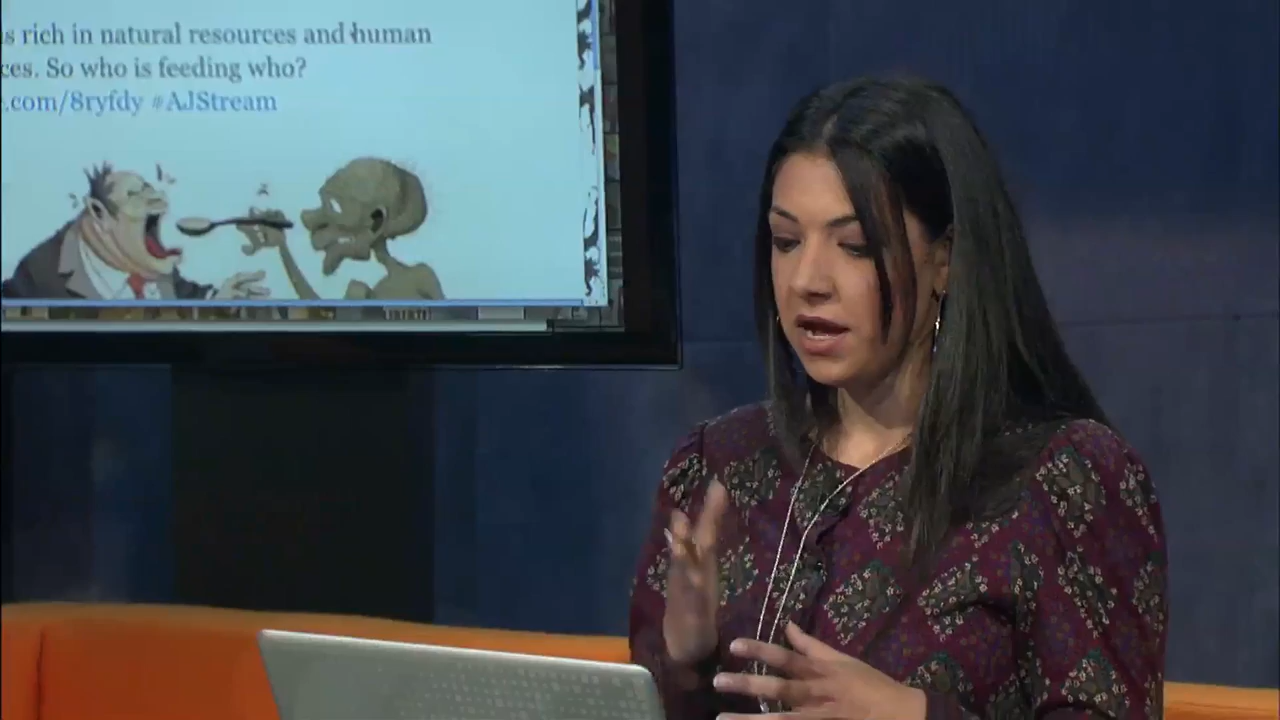 s rich in natural resources and human
ces. So who is feeding who?
.com/8ryfdy #AJStream